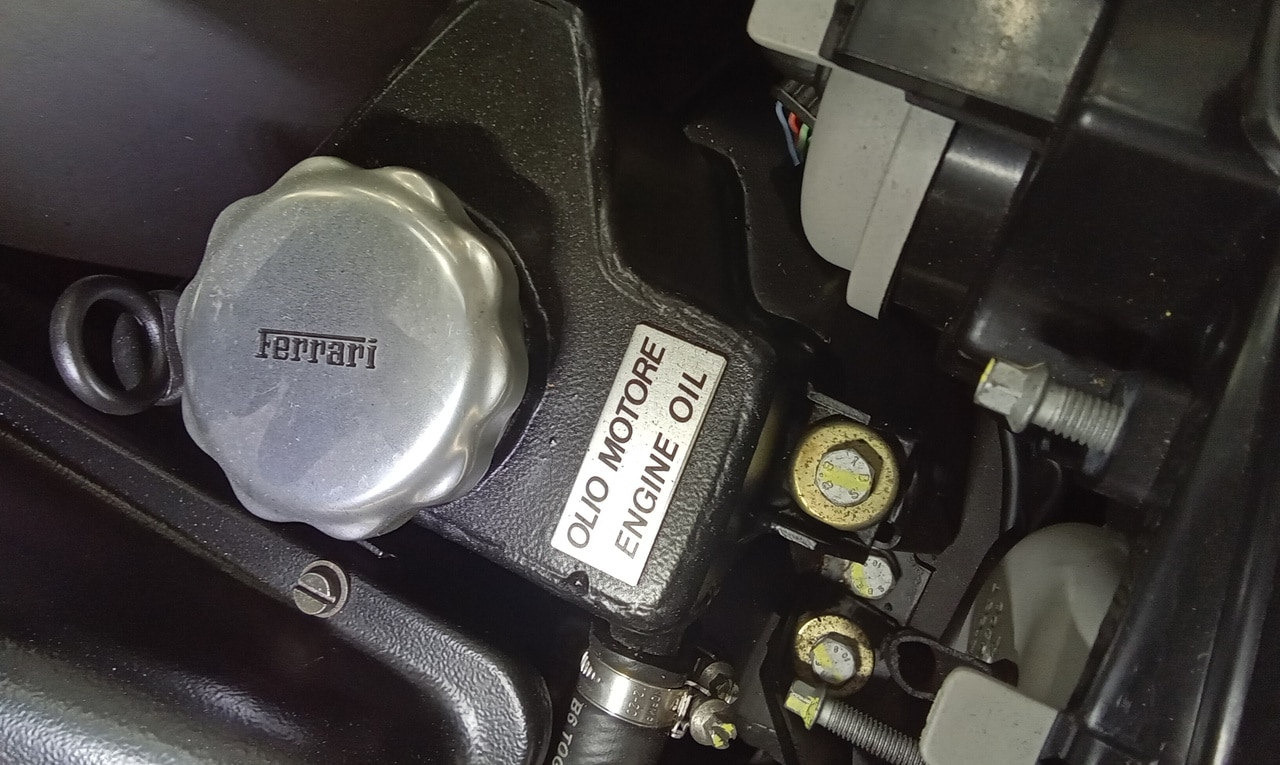 Ferrari
OLIO MOTORE
ENGINE OIL